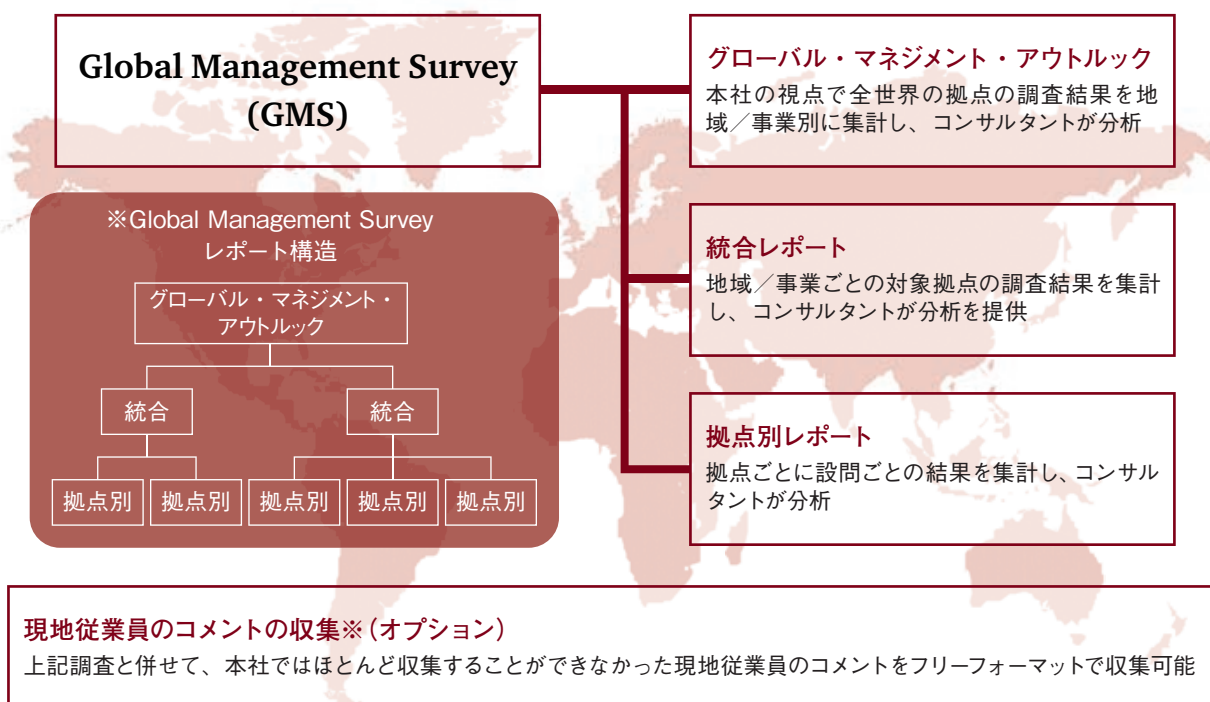 Global Management Survey
(GMS)
グローバル・マネジメント・アウトルック
本社の視点で全世界の拠点の調査結果を地
域／事業別に集計し、コンサルタントが分析
※Global Management Survey
レポート構造
グローバル・マネジメント・
アウトルック
統合
統合
拠点別
拠点別
拠点別
拠点別
拠点別
統合レポート
地域／事業ごとの対象拠点の調査結果を集計
し、コンサルタントが分析を提供
拠点別レポート
拠点ごとに設問ごとの結果を集計し、コンサル
タントが分析
現地従業員のコメントの収集※（オプション）
上記調査と併せて、本社ではほとんど収集することができなかった現地従業員のコメントをフリーフォーマットで収集可能